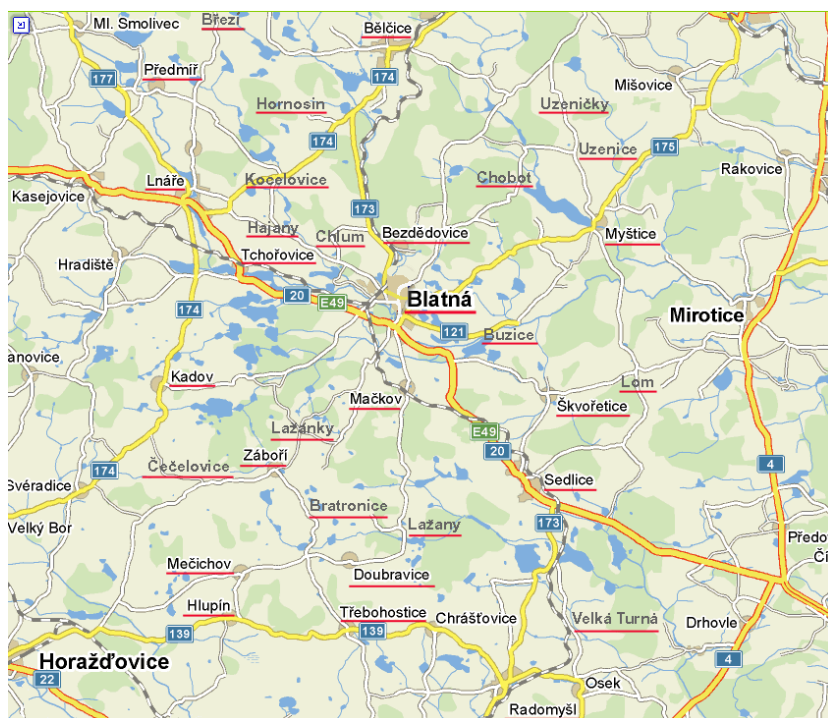 Březí
Ml. Smolivec
Bělčice
177
Předmíř
174
Mišovice
Hornosín
Uzeničky
174
Uzenice
175
Lnáře
Kocelovice
Chobot
Rakovice
Kasejovice
173
Hajany
Chlum
Bezdědovice
Myštice
Tchořovice
Hradiště
20
E49
Blatná
174
Mirotice
121
Buzice
anovice
Kadov
Lom
Mačkov
Škvořetice
Lažánky
E49
20
Čečelovice
Záboří
4
174
Sedlice
Svéradice
Bratronice
Lažany
173
Velký Bor
Předo
Čí
Mečichov
Doubravice
Hlupín
Třebohostice
Chrášťovice
Velká Turná
Drhovle
139
139
Horažďovice
4
22
Osek
Radomyšl